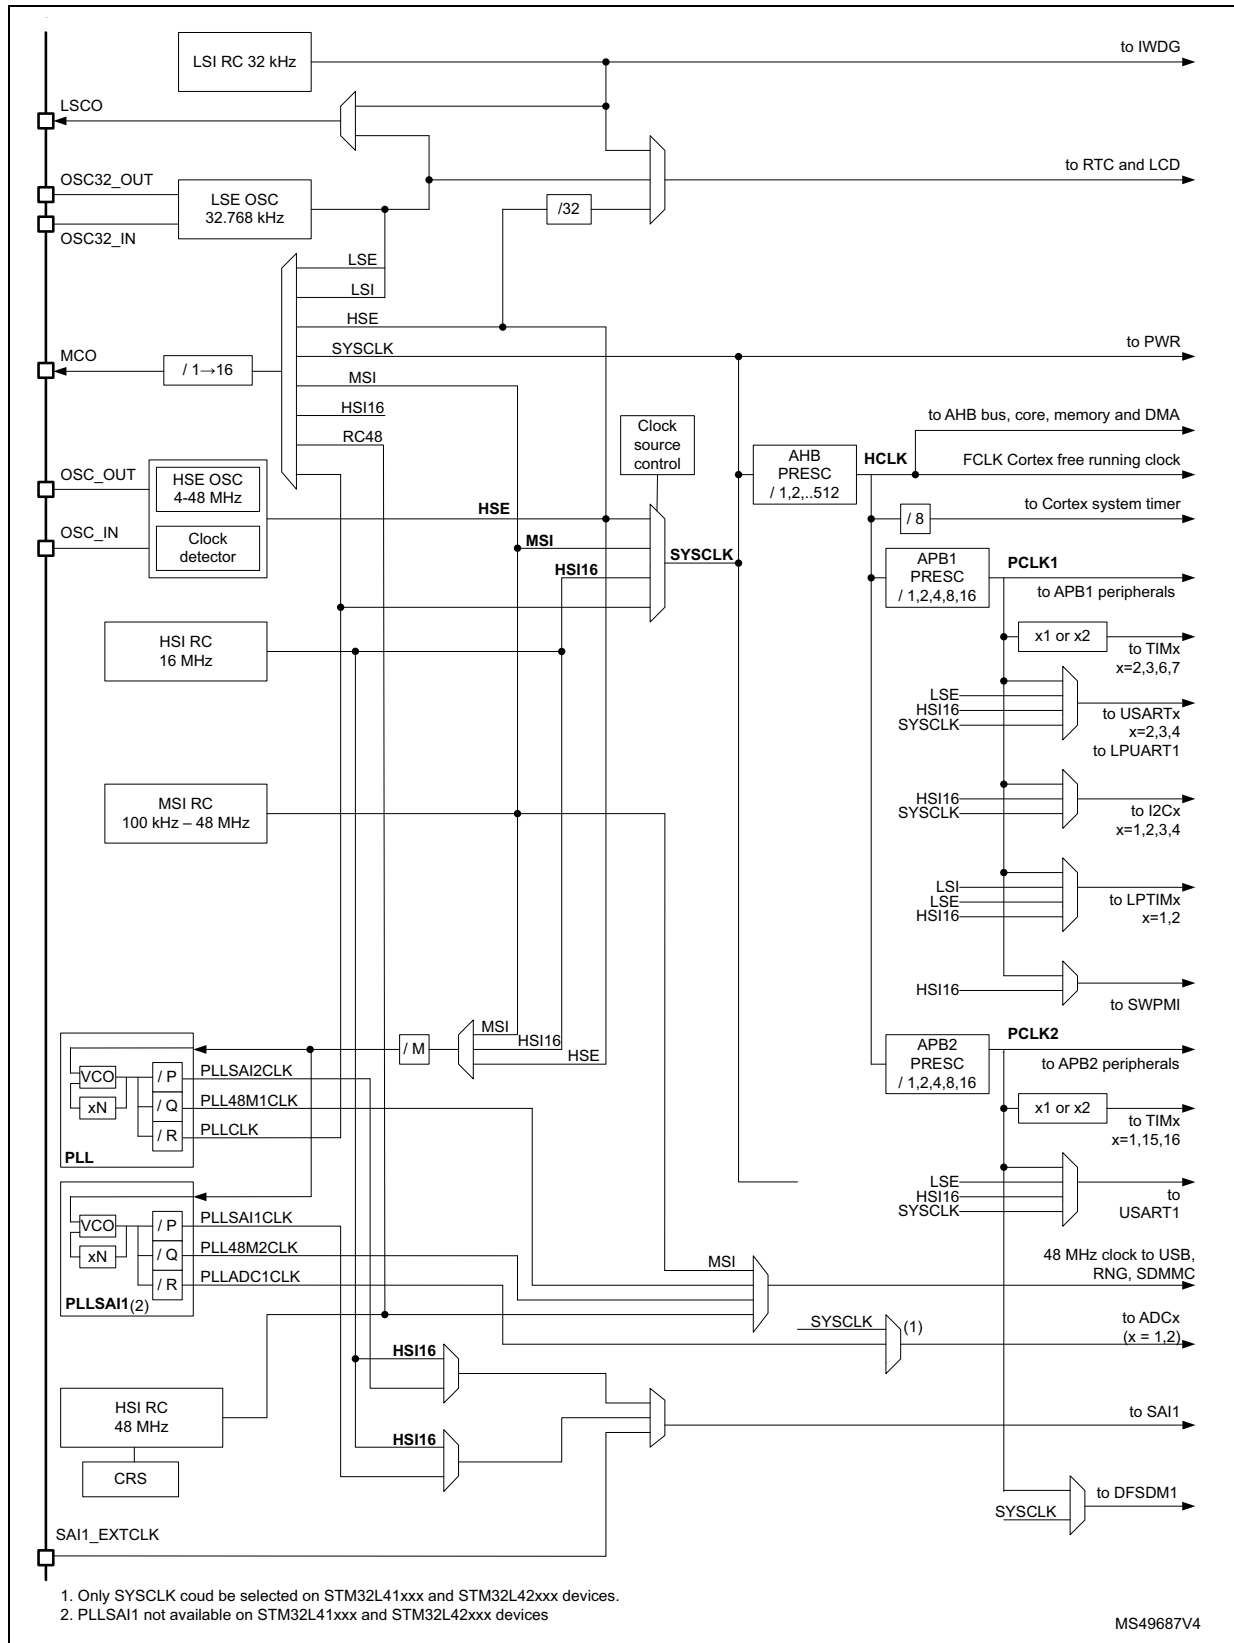 LSI RC 32 kHz
to IWDG
LSCO
to RTC and LCD
OSC32_OUT
LSE OSC
32.768 kHz
/32
OSC32_IN
LSE
LSI
HSE
SYSCLK
to PWR
MCO
/ 1→16
MSI
HSI16
RC48
Clock
source
control
to AHB bus, core, memory and DMA
AHB
PRESC
/ 1,2,..512
HCLK
FCLK Cortex free running clock
OSC_OUT
HSE OSC
4-48 MHz
to Cortex system timer
/ 8
HSE
OSC_IN
Clock
detector
MSI
SYSCLK
HSI16
APB1
PRESC
/ 1,2,4,8,16
PCLK1
to APB1 peripherals
HSI RC
16 MHz
x1 or x2
to TIMx
x=2,3,6,7
LSE
HSI16
SYSCLK
to USARTx
x=2,3,4
to LPUART1
MSI RC
100 kHz – 48 MHz
HSI16
SYSCLK
to I2Cx
x=1,2,3,4
LSI
LSE
HSI16
to LPTIMx
x=1,2
HSI16
to SWPMI
MSI
HSI16
HSE
/ M
PCLK2
APB2
PRESC
/ 1,2,4,8,16
to APB2 peripherals
VCO
xN
/ P
/ Q
/ R
PLLSAI2CLK
PLL48M1CLK
PLLCLK
PLL
x1 or x2
to TIMx
x=1,15,16
LSE
HSI16
SYSCLK
to
USART1
VCO
xN
/ P
/ Q
/ R
PLLSAI1CLK
PLL48M2CLK
PLLADC1CLK
PLLSAI1(2)
MSI
48 MHz clock to USB,
RNG, SDMMC
SYSCLK
(1)
to ADCx
(x = 1,2)
HSI16
HSI RC
48 MHz
to SAI1
HSI16
CRS
to DFSDM1
SYSCLK
SAI1_EXTCLK
1. Only SYSCLK coud be selected on STM32L41xxx and STM32L42xxx devices.
2. PLLSAI1 not available on STM32L41xxx and STM32L42xxx devices
MS49687V4